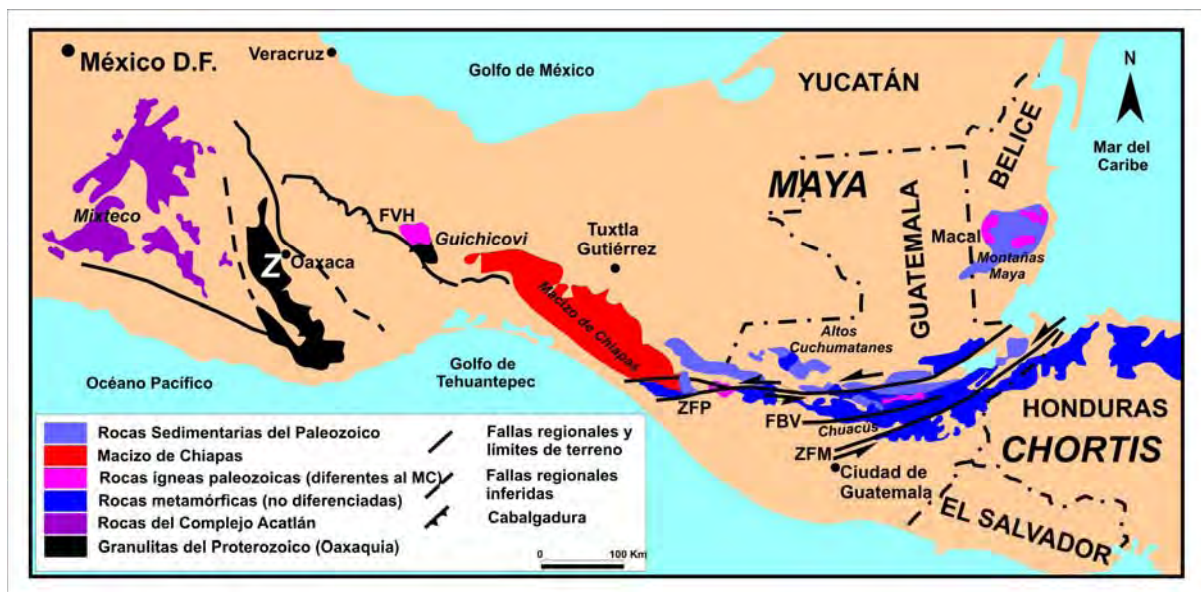 México D.F.
Veracruz
Golfo de México
YUCATÁN
N
BELICE
Mar del
Caribe
MAYA
GUATEMALA
Mixteco
FVH
Guichicovi
Tuxtla
Gutiérrez
Macal
Montañas
Maya
Z
Oaxaca
Macizo de Chiapas
Altos
Cuchumatanes
Golfo de
Tehuantepec
Océano Pacífico
ZFP
FBV
Chuacús
ZFM
HONDURAS
CHORTIS
Ciudad de
Guatemala
EL SALVADOR
Rocas Sedimentarias del Paleozoico
Macizo de Chiapas
Rocas ígneas paleozoicas (diferentes al MC)
Rocas metamórficas (no diferenciadas)
Rocas del Complejo Acatlán
Granulitas del Proterozoico (Oaxaquia)
Fallas regionales y
límites de terreno
Fallas regionales
inferidas
Cabalgadura
0 100 Km